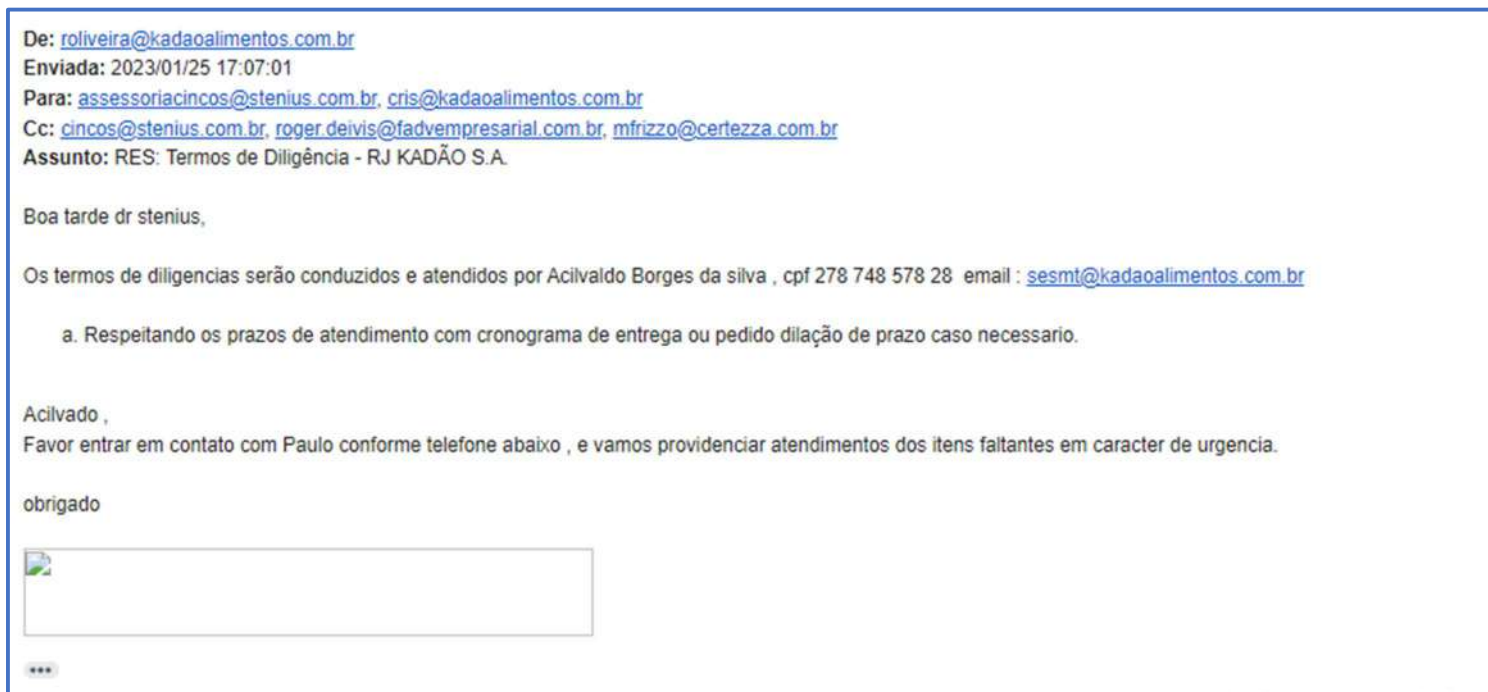 De: roliveira@kadaoalimentos.com.br
Enviada: 2023/01/25 17:07:01
Para: assessoriacincos@stenius.com.br, cris@kadaoalimentos.com.br
Cc: cincos@stenius.com.br, roger.deivis@fadvempresarial.com.br, mfrizzo@certezza.com.br
Assunto: RES: Termos de Diligência - RJ KADÃO S.A.
Boa tarde dr stenius,
Os termos de diligencias serão conduzidos e atendidos por Acilvaldo Borges da silva , cpf 278 748 578 28 email : sesmt@kadaoalimentos.com.br
a. Respeitando os prazos de atendimento com cronograma de entrega ou pedido dilação de prazo caso necessario.
Acilvado ,
Favor entrar em contato com Paulo conforme telefone abaixo , e vamos providenciar atendimentos dos itens faltantes em caracter de urgencia.
obrigado